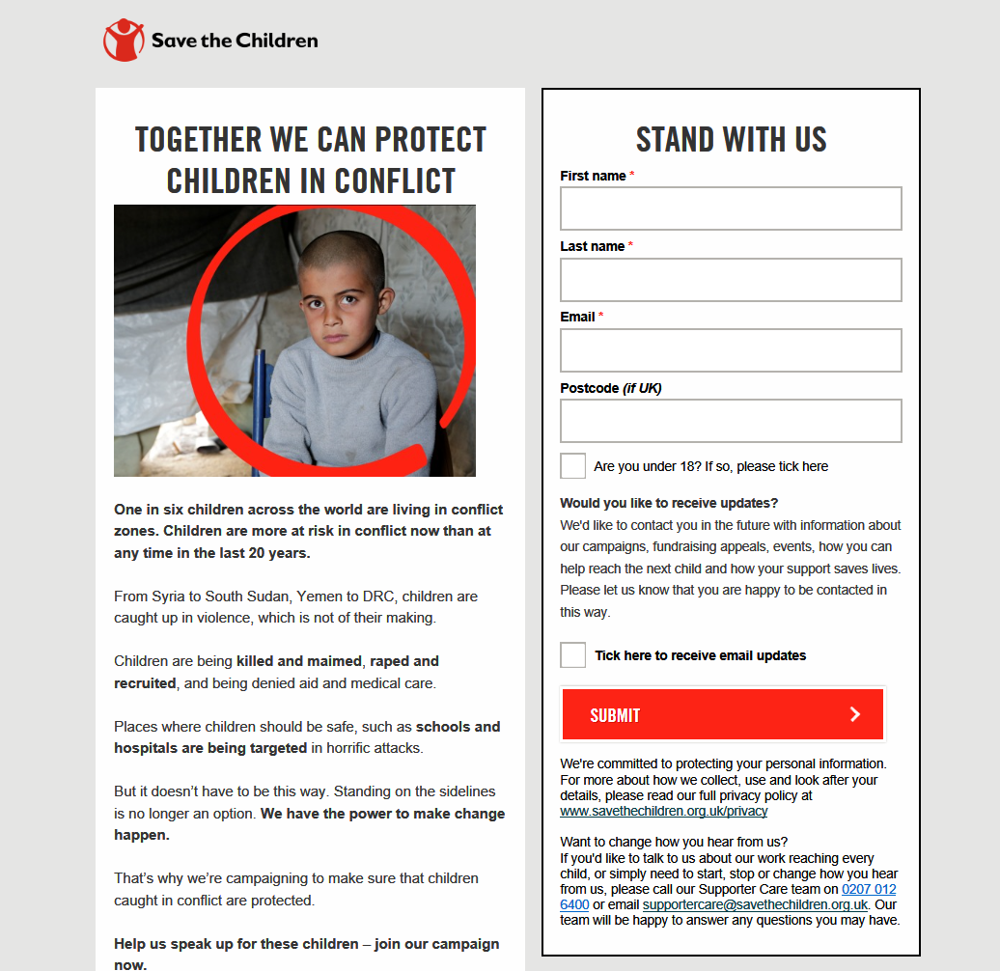 Save the Children
TOGETHER WE CAN PROTECT
CHILDREN IN CONFLICT
One in six children across the world are living in conflict
zones. Children are more at risk in conflict now than at
any time in the last 20 years.
From Syria to South Sudan, Yemen to DRC, children are
caught up in violence, which is not of their making.
Children are being killed and maimed, raped and
recruited, and being denied aid and medical care.
Places where children should be safe, such as schools and
hospitals are being targeted in horrific attacks.
But it doesn't have to be this way. Standing on the sidelines
is no longer an option. We have the power to make change
happen.
That's why we're campaigning to make sure that children
caught in conflict are protected.
Help us speak up for these children – join our campaign
now.
STAND WITH US
First name *
Last name *
Email *
Postcode (if UK)
Are you under 18? If so, please tick here
Would you like to receive updates?
We'd like to contact you in the future with information about
our campaigns, fundraising appeals, events, how you can
help reach the next child and how your support saves lives.
Please let us know that you are happy to be contacted in
this way.
Tick here to receive email updates
SUBMIT
We're committed to protecting your personal information.
For more about how we collect, use and look after your
details, please read our full privacy policy at
www.savethechildren.org.uk/privacy
Want to change how you hear from us?
If you'd like to talk to us about our work reaching every
child, or simply need to start, stop or change how you hear
from us, please call our Supporter Care team on 0207 012
6400 or email supportercare@savethechildren.org.uk. Our
team will be happy to answer any questions you may have.